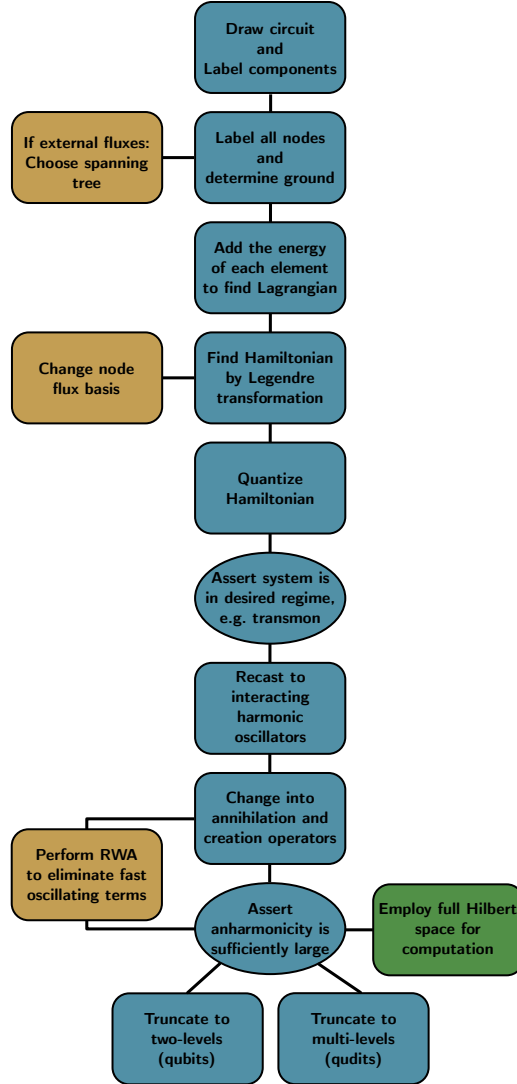 Draw circuit
and
Label components
If external fluxes:
Choose spanning
tree
Label all nodes
and
determine ground
Add the energy
of each element
to find Lagrangian
Change node
flux basis
Find Hamiltonian
by Legendre
transformation
Quantize
Hamiltonian
Assert system is
in desired regime,
e.g. transmon
Recast to
interacting
harmonic
oscillators
Change into
annihilation and
creation operators
Perform RWA
to eliminate fast
oscillating terms
Assert
anharmonicity is
sufficiently large
Employ full Hilbert
space for
computation
Truncate to
two-levels
(qubits)
Truncate to
multi-levels
(qudits)